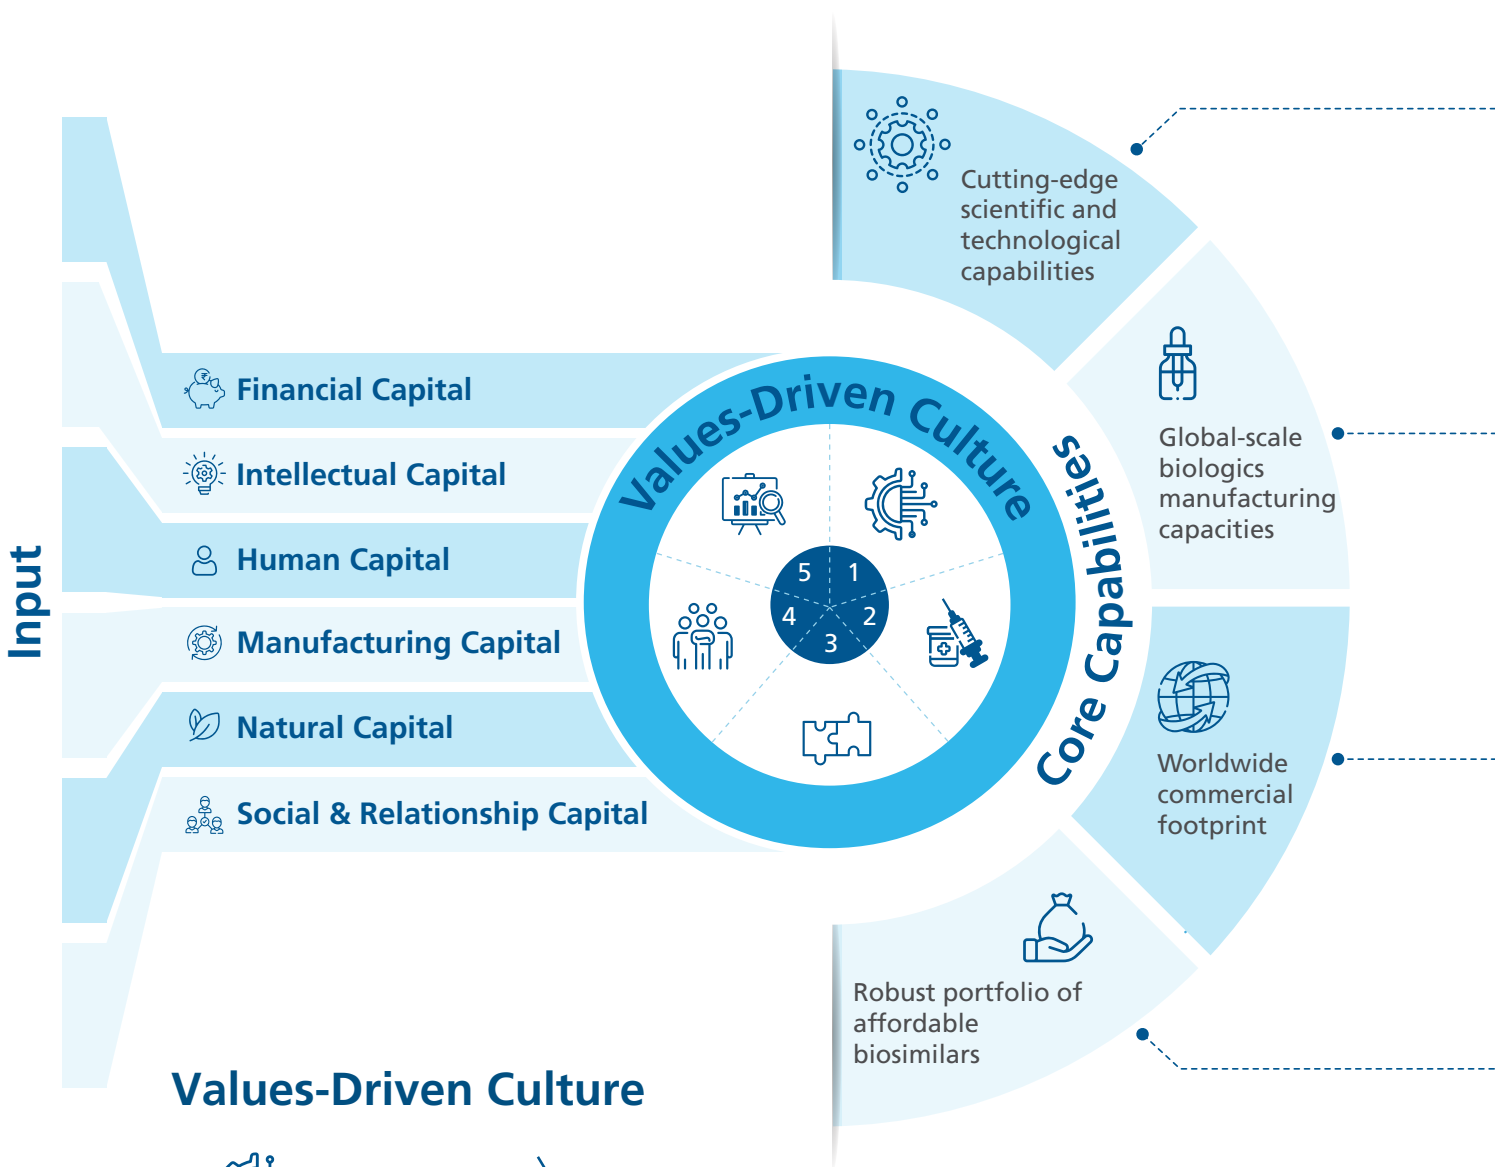 Input
Financial Capital
Intellectual Capital
Human Capital
Manufacturing Capital
Natural Capital
Social & Relationship Capital
Values-Driven Culture
5
1
4
2
3
Core Capabilities
Cutting-edge
scientific and
technological
capabilities
Global-scale
biologics
manufacturing
capacities
Worldwide
commercial
footprint
Robust portfolio of
affordable
biosimilars
Values-Driven Culture